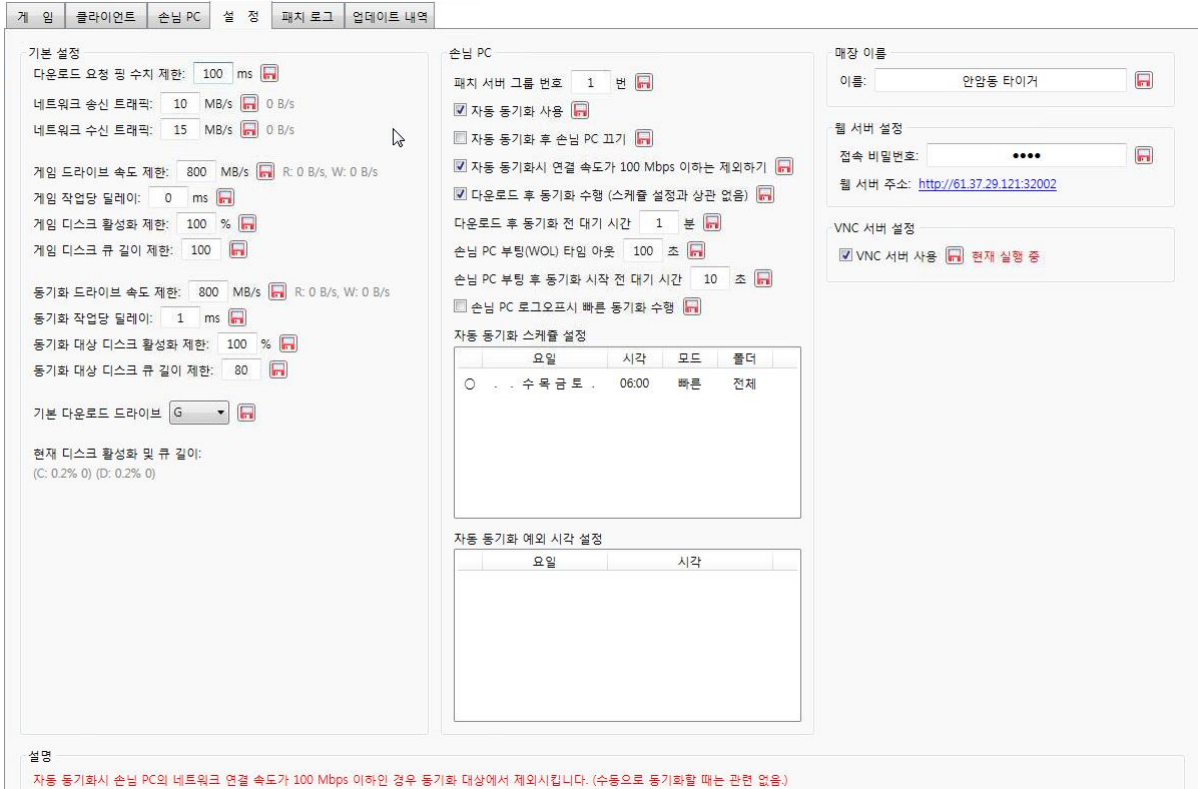 게 임 클라이언트 손님 PC 설 정 패치 로그 업데이트 내역
기본 설정
다운로드 요청 핑 수치 제한: 100 ms
네트워크 송신 트래픽: 10 MB/s 0 B/s
네트워크 수신 트래픽: 15 MB/s 0 B/s
게임 드라이브 속도 제한: 800 MB/s R: 0 B/s, W: 0 B/s
게임 작업당 딜레이: 0 ms
게임 디스크 활성화 제한: 100 %
게임 디스크 큐 길이 제한: 100
동기화 드라이브 속도 제한: 800 MB/s R: 0 B/s, W: 0 B/s
동기화 작업당 딜레이: 1 ms
동기화 대상 디스크 활성화 제한: 100 %
동기화 대상 디스크 큐 길이 제한: 80
기본 다운로드 드라이브 G
현재 디스크 활성화 및 큐 길이:
(C: 0.2% 0) (D: 0.2% 0)
손님 PC
패치 서버 그룹 번호 1 번
자동 동기화 사용
자동 동기화 후 손님 PC 끄기
자동 동기화시 연결 속도가 100 Mbps 이하는 제외하기
다운로드 후 동기화 수행 (스케쥴 설정과 상관 없음)
다운로드 후 동기화 전 대기 시간 1 분
손님 PC 부팅(WOL) 타임 아웃 100 초
손님 PC 부팅 후 동기화 시작 전 대기 시간 10 초
손님 PC 로그오프시 빠른 동기화 수행
자동 동기화 스케쥴 설정
요일 시각 모드 폴더
○ . . 수 목 금 토 . 06:00 빠른 전체
자동 동기화 예외 시각 설정
요일 시각
매장 이름
이름: 안암동 타이거
웹 서버 설정
접속 비밀번호: ●●●●
웹 서버 주소: http://61.37.29.121:32002
VNC 서버 설정
VNC 서버 사용 현재 실행 중
설명
자동 동기화시 손님 PC의 네트워크 연결 속도가 100 Mbps 이하인 경우 동기화 대상에서 제외시킵니다. (수동으로 동기화할 때는 관련 없음.)